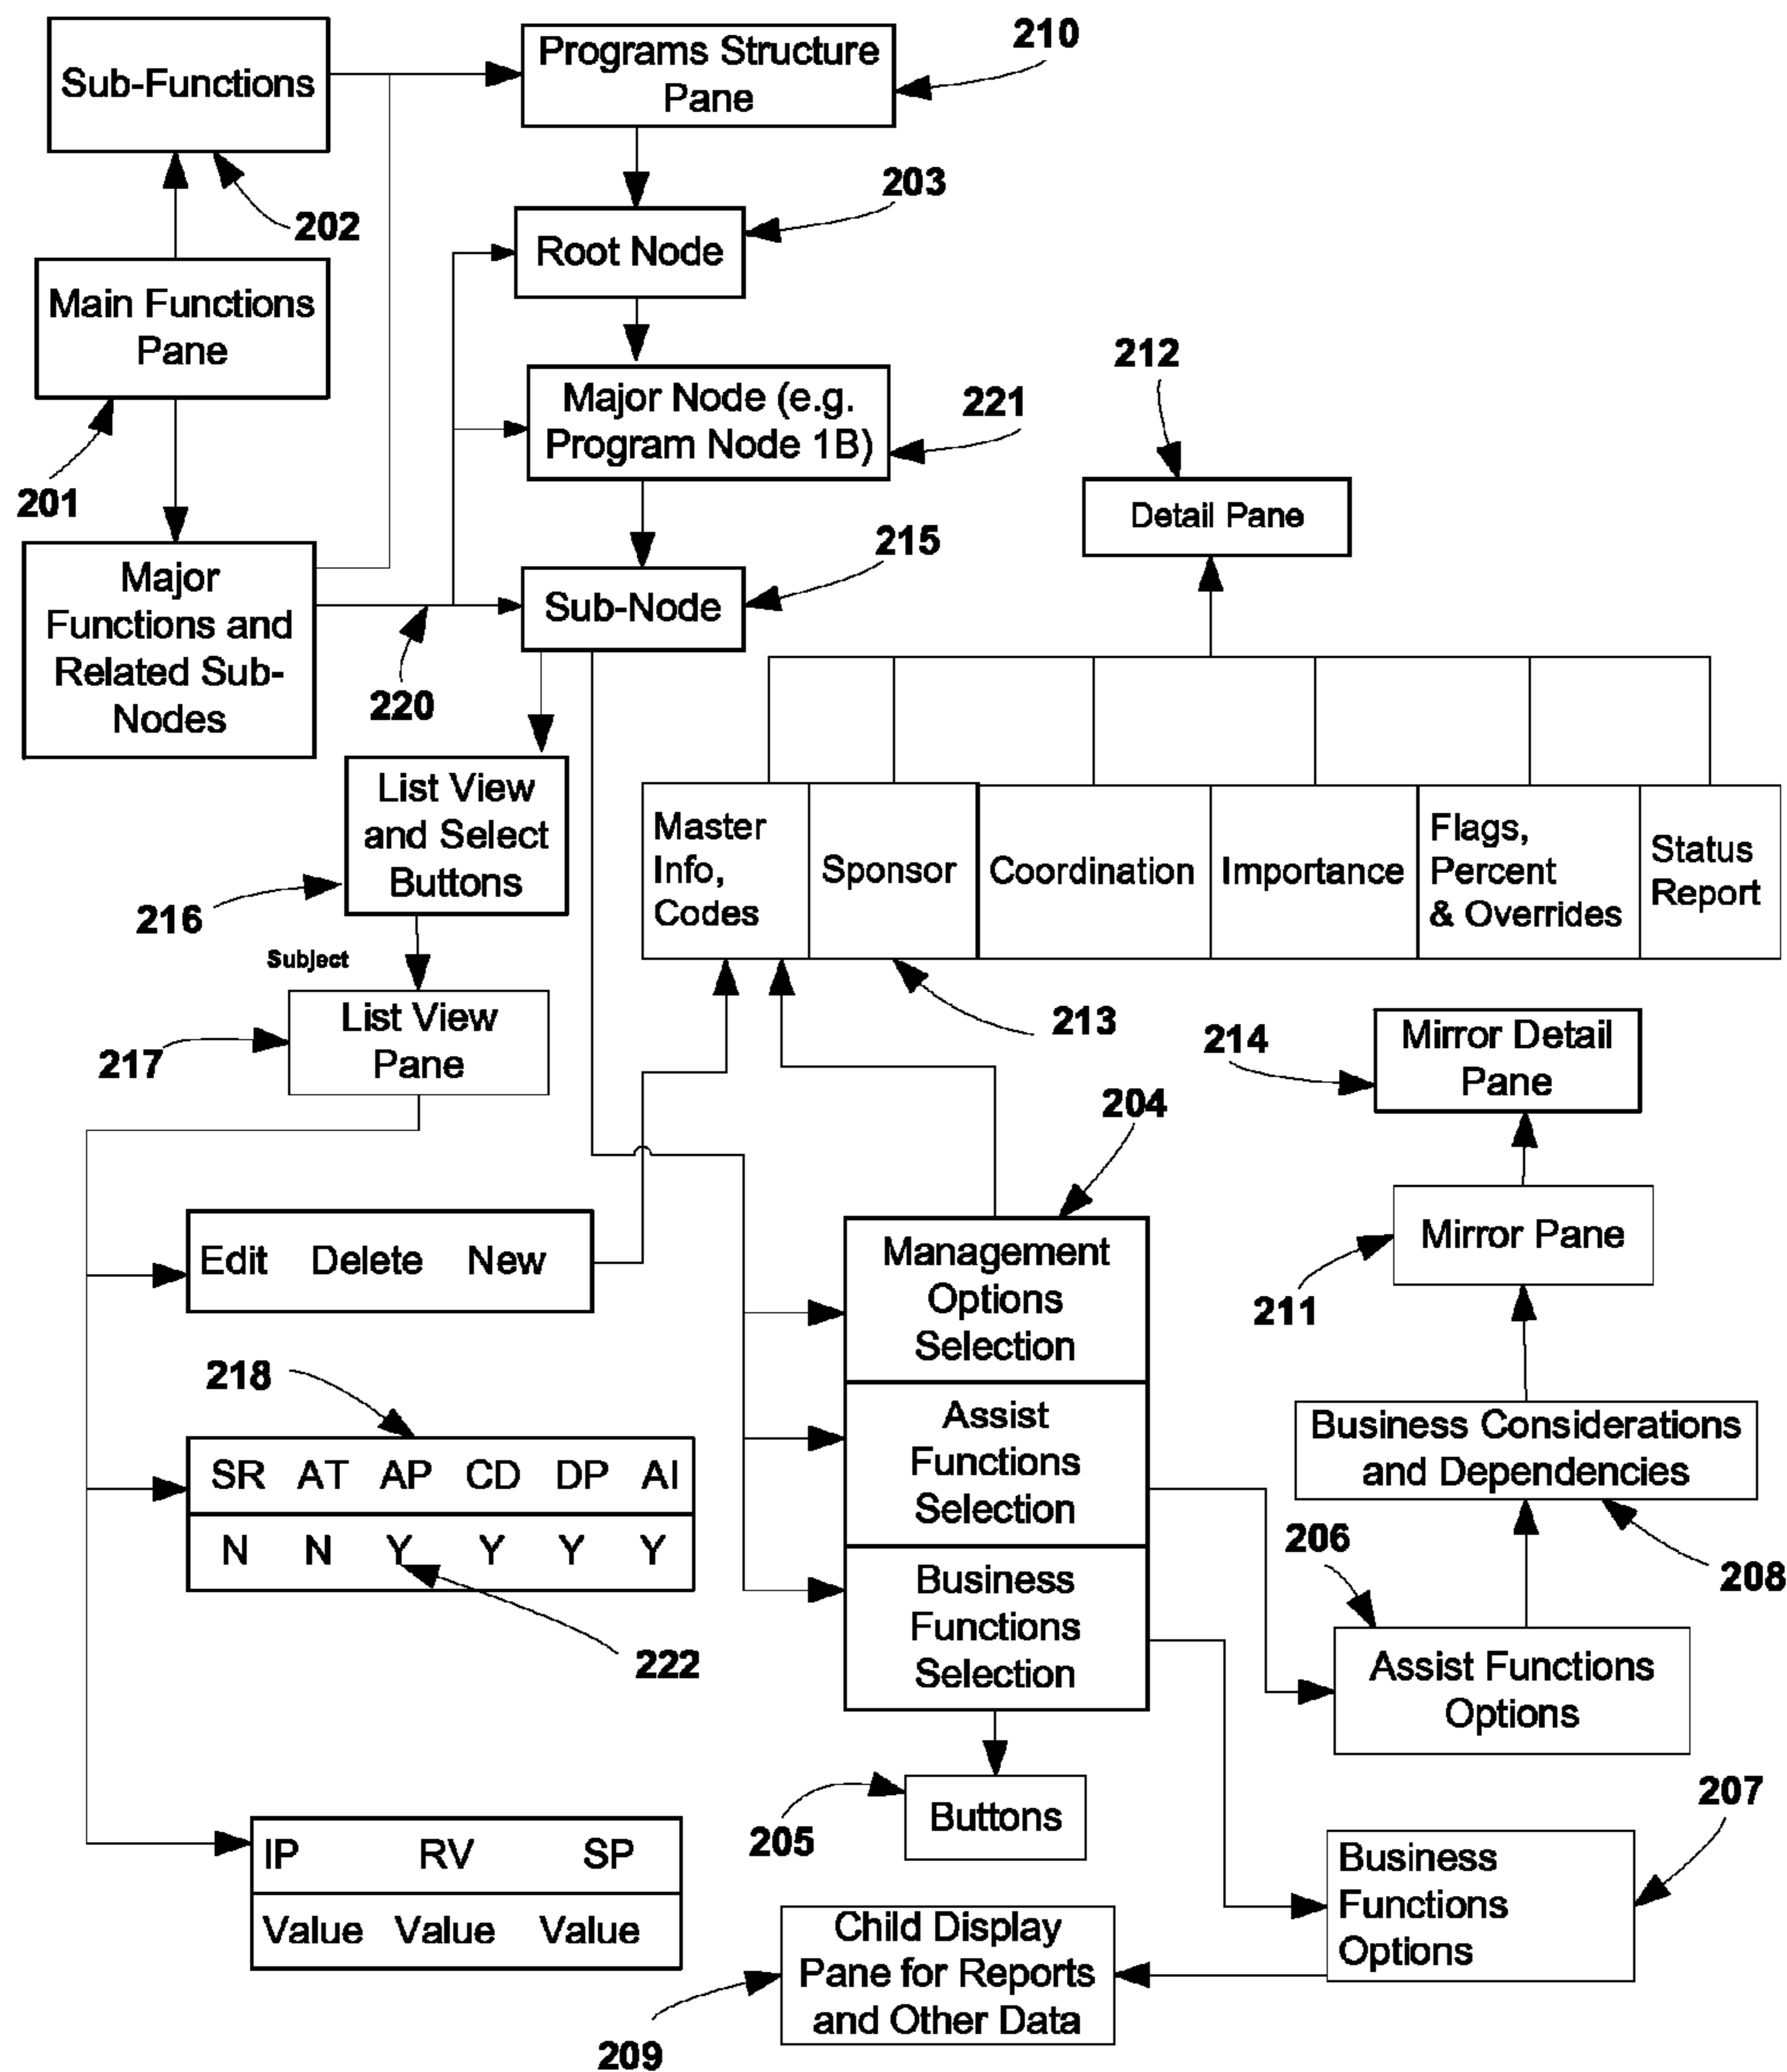 Sub-Functions
Programs Structure
Pane
210
202
203
Root Node
Main Functions
Pane
201
Major Node (e.g.
Program Node 1B)
221
212
Detail Pane
Major
Functions and
Related Sub-
Nodes
220
Sub-Node
215
List View
and Select
Buttons
216
Subject
List View
Pane
217
Master
Info,
Codes
Sponsor
Coordination
Importance
Flags,
Percent
& Overrides
Status
Report
213
214
Mirror Detail
Pane
204
Mirror Pane
211
Edit Delete New
Management
Options
Selection
Assist
Functions
Selection
Business
Functions
Selection
218
SR AT AP CD DP AI
N N Y Y Y Y
222
Business Considerations
and Dependencies
208
206
Assist Functions
Options
205
Buttons
207
Business
Functions
Options
IP RV SP
Value Value Value
Child Display
Pane for Reports
and Other Data
209